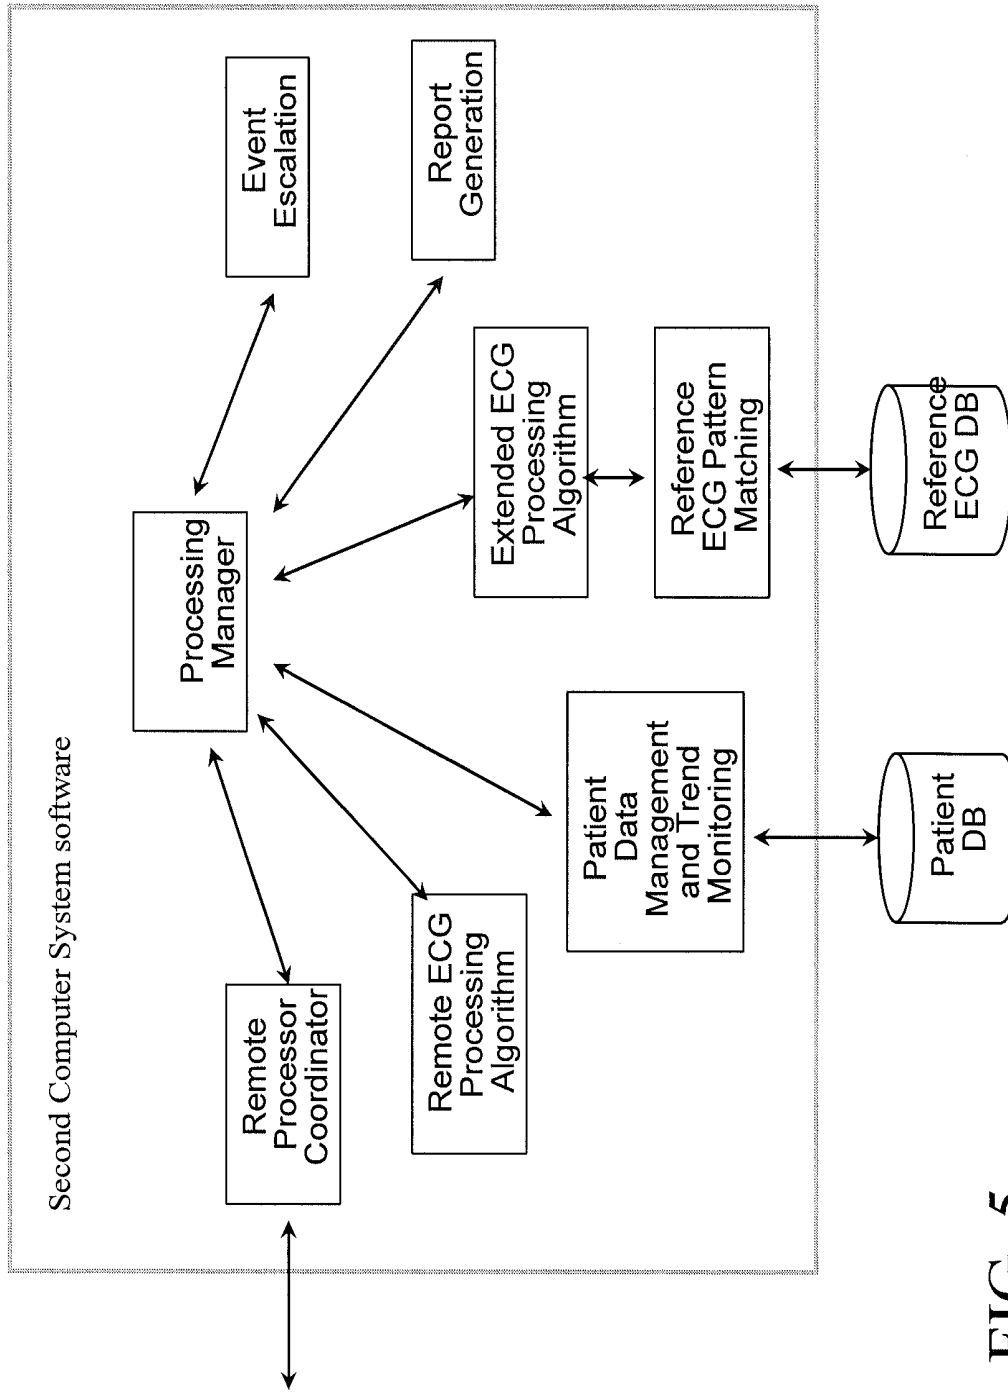 Second Computer System software
Processing
Manager
Remote
Processor
Coordinator
Event
Escalation
Remote ECG
Processing
Algorithm
Report
Generation
Extended ECG
Processing
Algorithm
Patient
Data
Management
and Trend
Monitoring
Reference
ECG Pattern
Matching
Patient
DB
Reference
ECG DB
FIG. 5